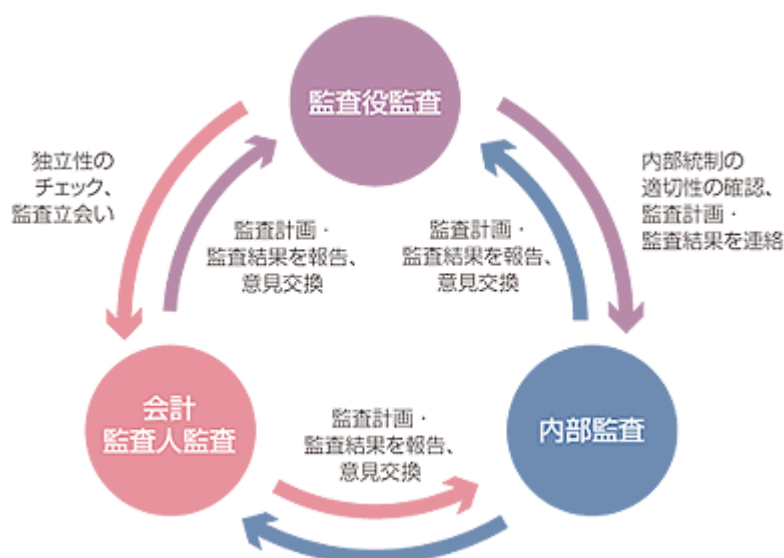 監査役監査
独立性の
チェック、
監査立会い
監査計画・
監査結果を報告、
意見交換
監査計画・
監査結果を報告、
意見交換
内部統制の
適切性の確認、
監査計画・
監査結果を連絡
会計
監査人監査
監査計画・
監査結果を報告、
意見交換
内部監査